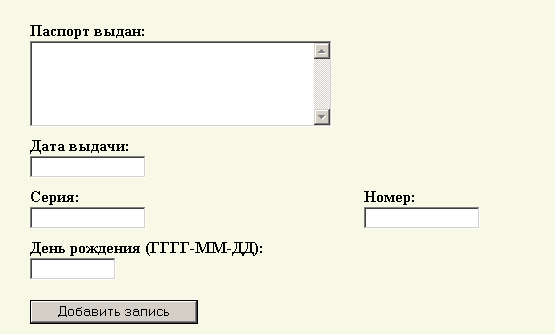 Паспорт выдан:
Дата выдачи:
Серия: Номер:
День рождения (ГГГГ-ММ-ДД):
Добавить запись